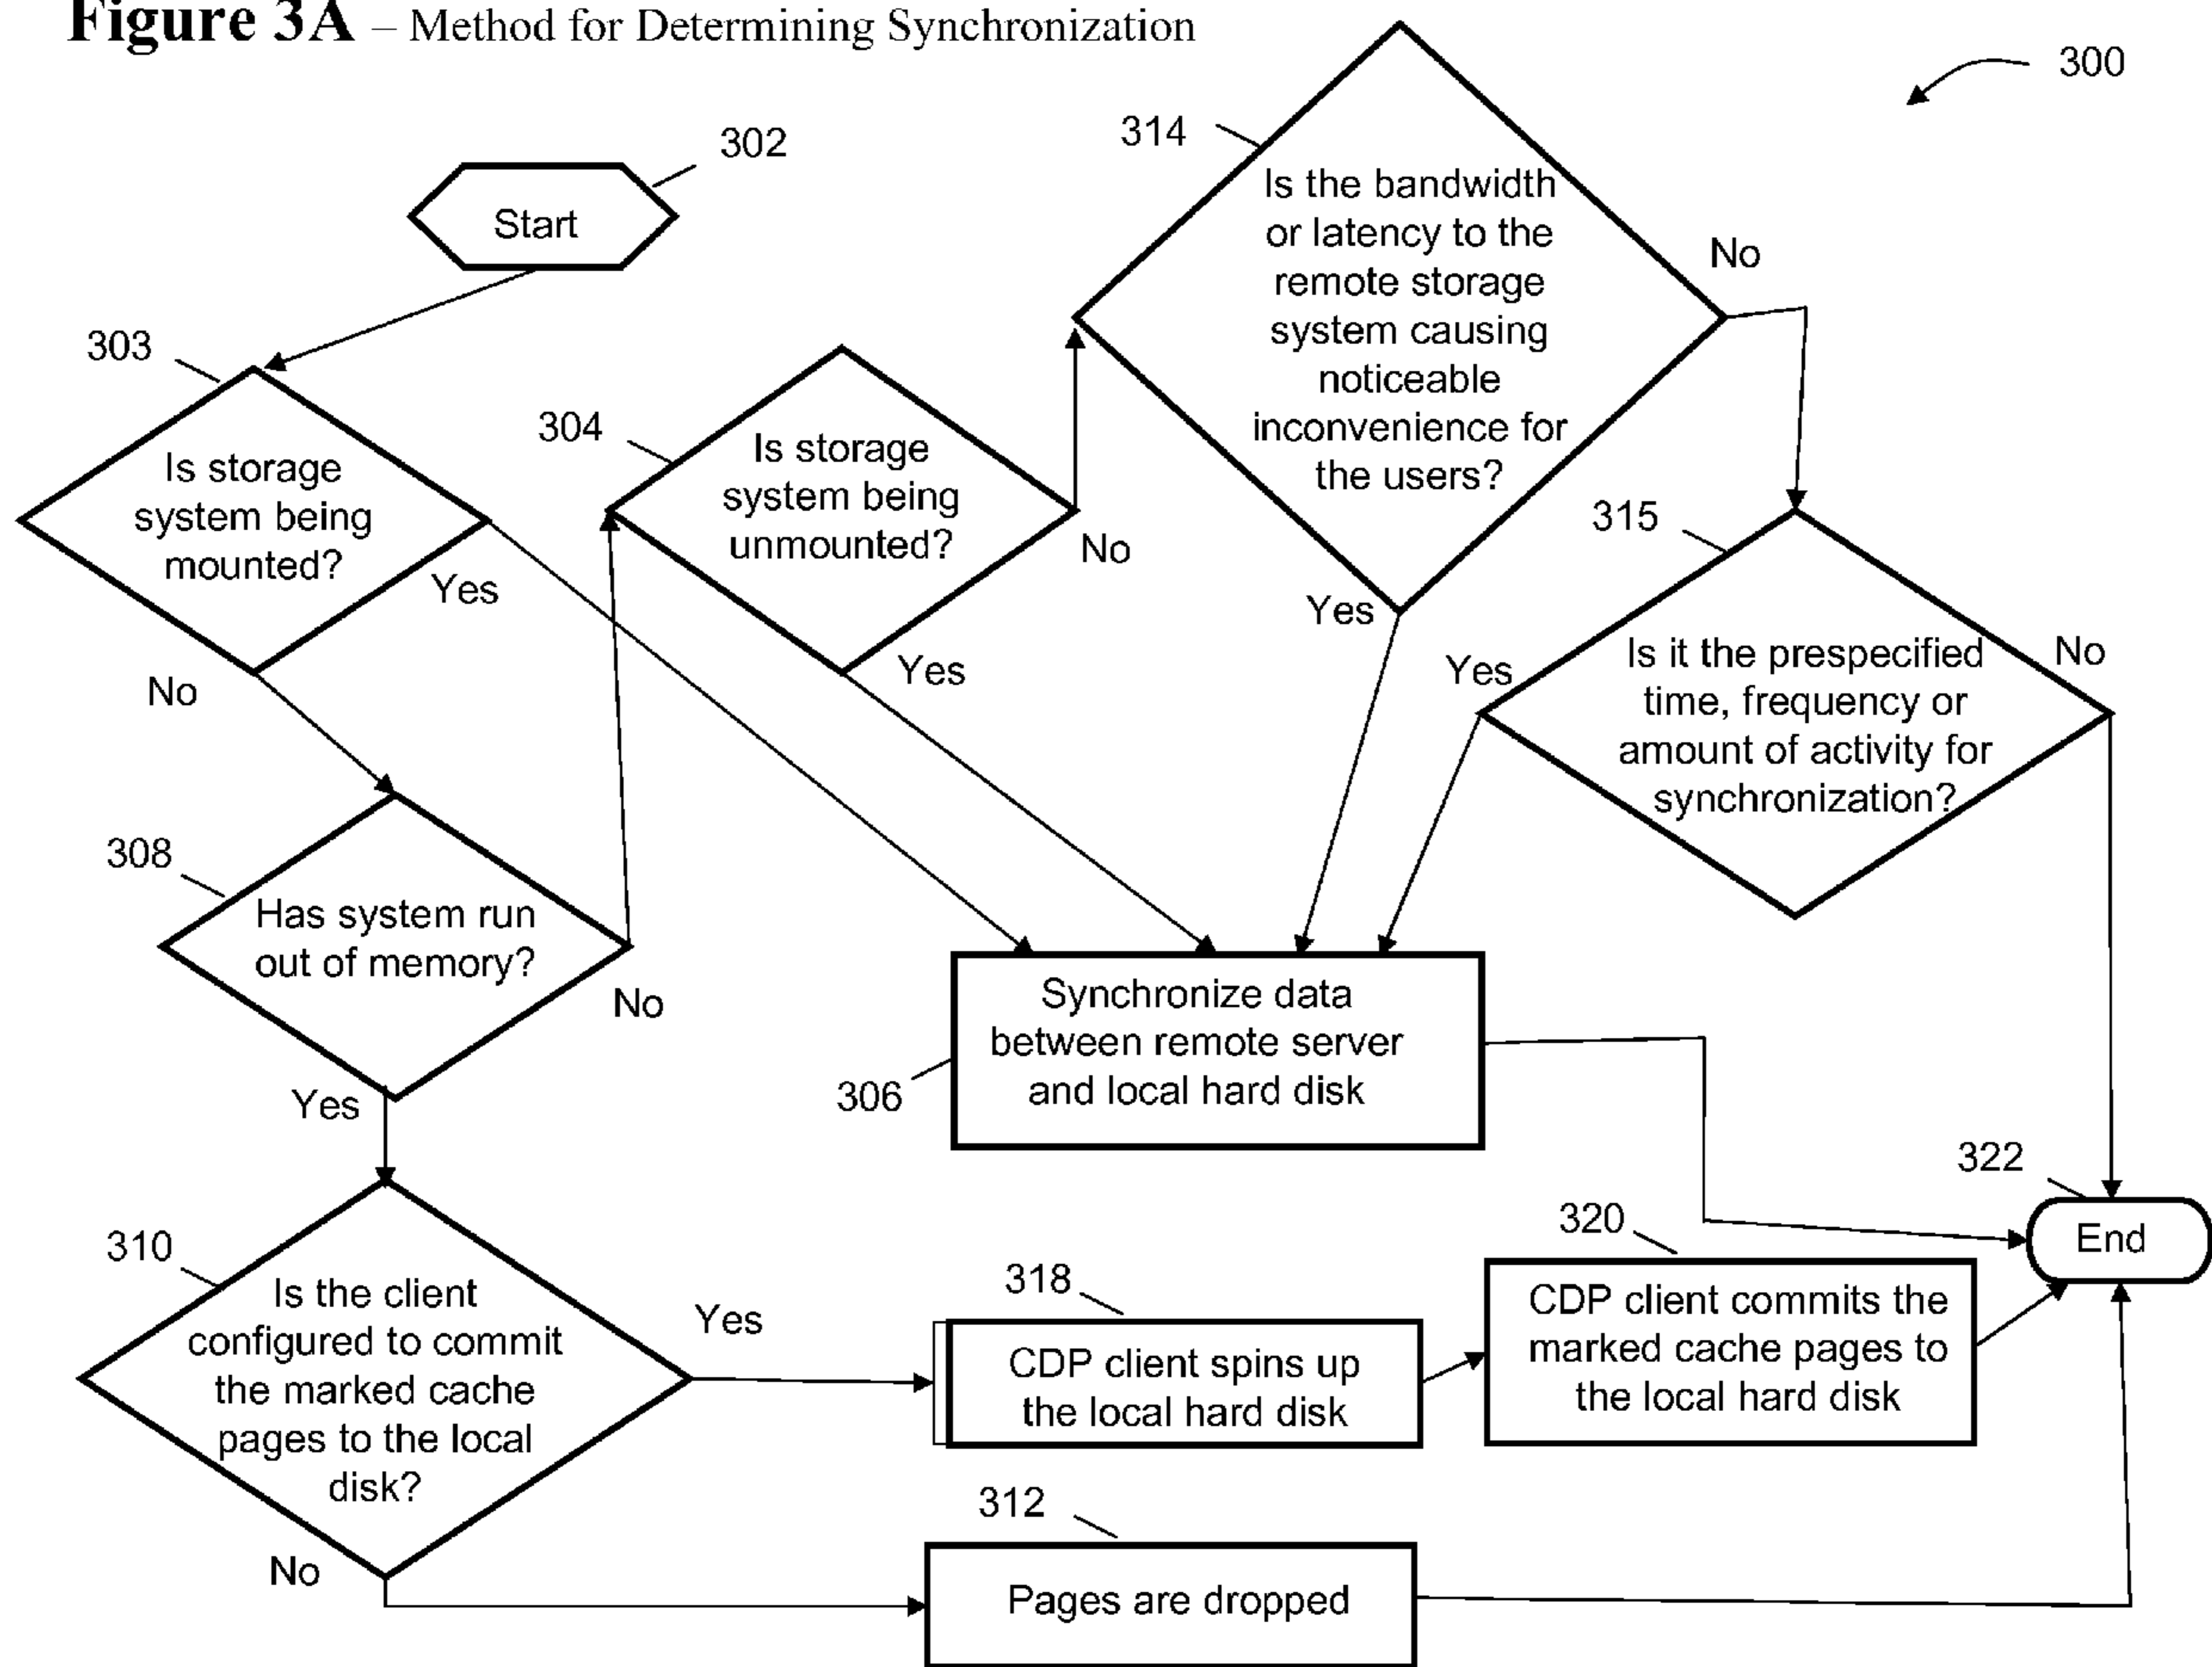 Figure 3A – Method for Determining Synchronization
300
302
Start
303
Is storage
system being
mounted?
Yes
No
304
Is storage
system being
unmounted?
No
Yes
314
Is the bandwidth
or latency to the
remote storage
system causing
noticeable
inconvenience for
the users?
No
Yes
315
Is it the prespecified
time, frequency or
amount of activity for
synchronization?
Yes
No
308
Has system run
out of memory?
No
Yes
306
Synchronize data
between remote server
and local hard disk
310
Is the client
configured to commit
the marked cache
pages to the local
disk?
Yes
No
318
CDP client spins up
the local hard disk
320
CDP client commits the
marked cache pages to
the local hard disk
322
End
312
Pages are dropped